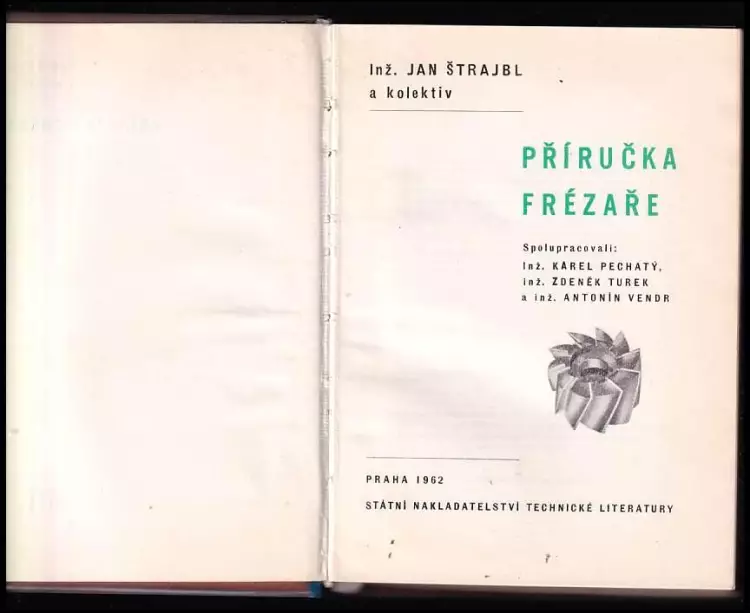 Inž. JAN ŠTRAJBL
a kolektiv
PŘÍRUČKA
FRÉZAŘE
Spolupracovali:
Inž. KAREL PECHATÝ,
inž. ZDENĚK TUREK
a inž. ANTONÍN VENDR
PRAHA 1962
STÁTNÍ NAKLADATELSTVÍ TECHNICKÉ LITERATURY